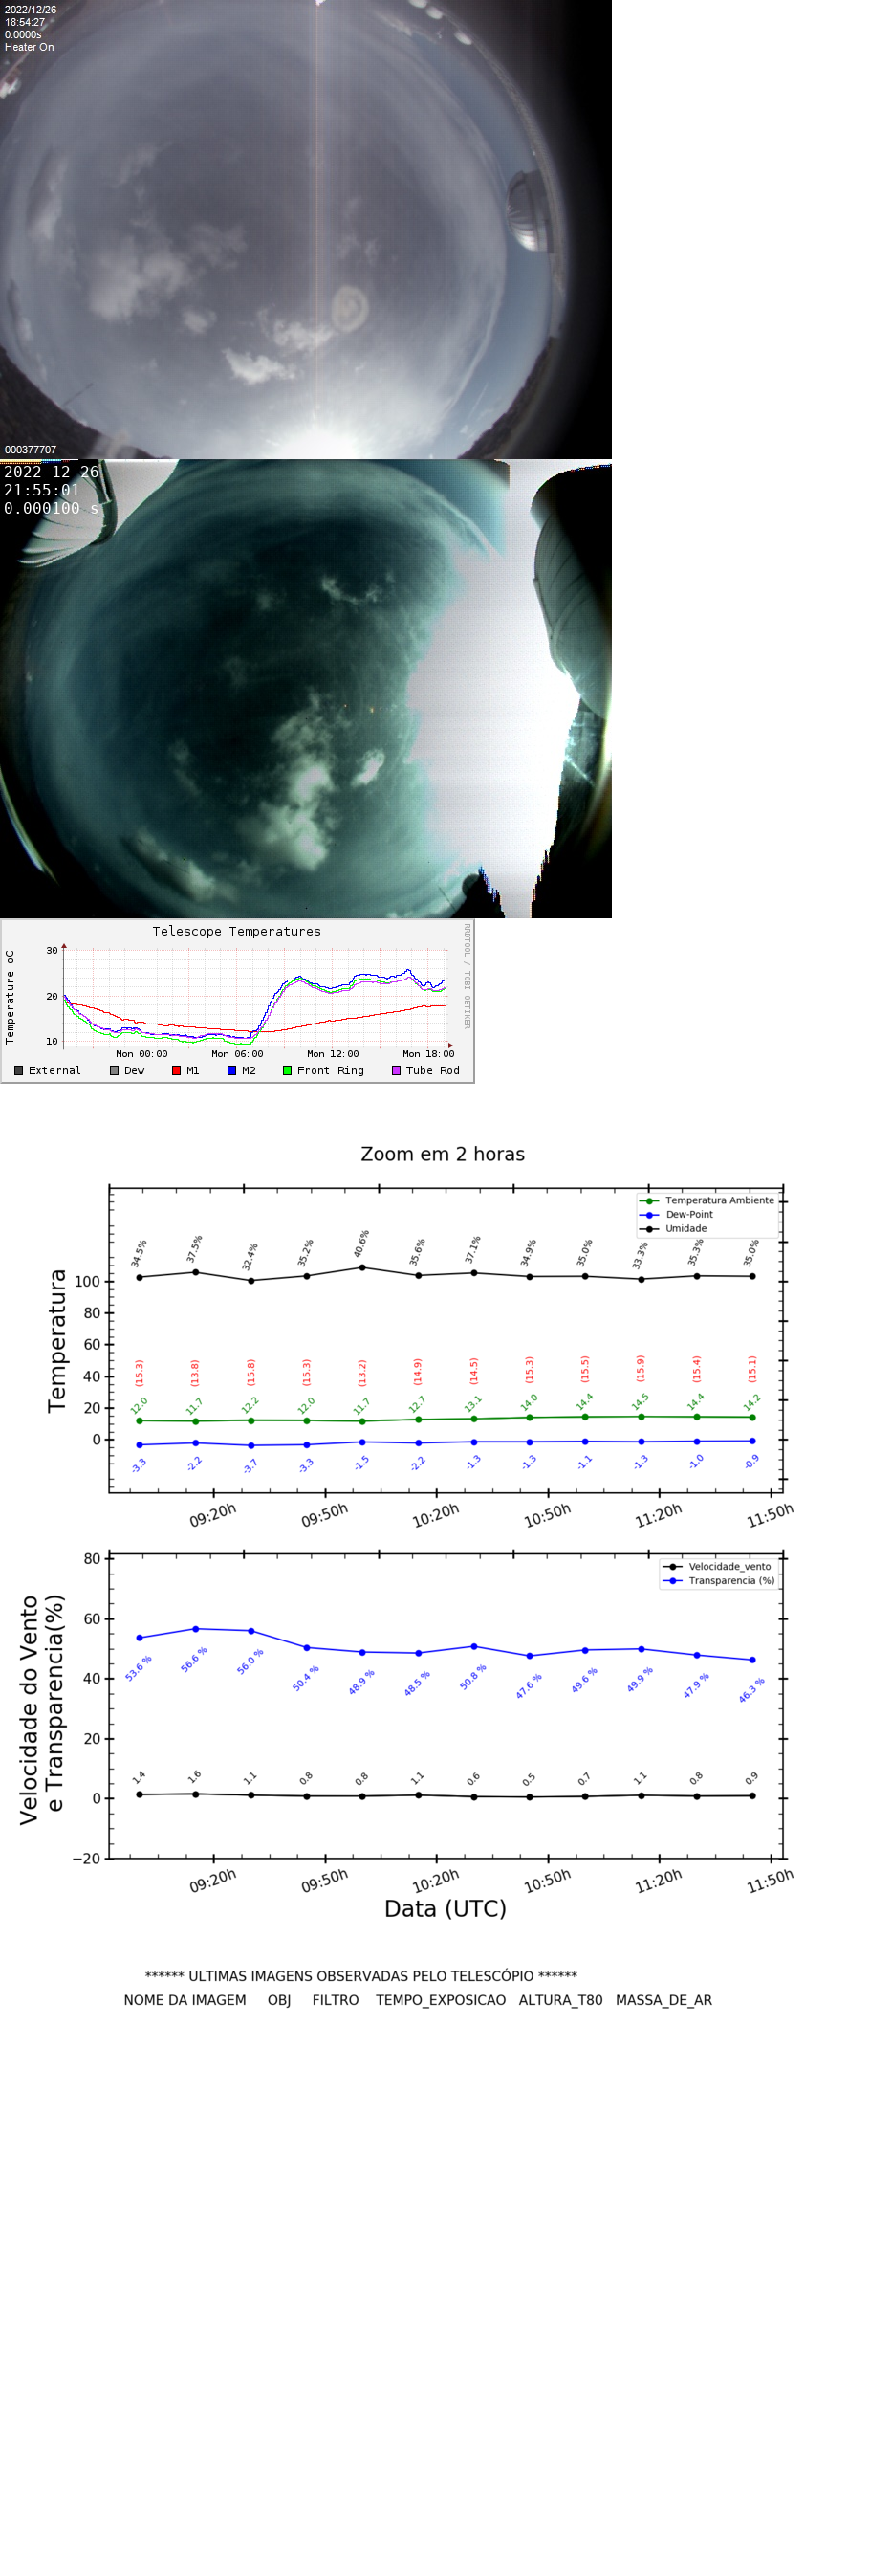 2022/12/26
18:54:27
0.0000s
Heater On
000377707
2022-12-26
21:55:01
0.000100 s
Telescope Temperatures
RRDTOOL / TOBI OETIKER
Temperature oC
30
20
10
Mon 00:00 Mon 06:00 Mon 12:00 Mon 18:00
External Dew M1 M2 Front Ring Tube Rod
Zoom em 2 horas
Temperatura Ambiente
Dew-Point
Umidade
34.5% 37.5% 32.4% 35.2% 40.6% 35.6% 37.1% 34.9% 35.0% 33.3% 35.3% 35.0%
Temperatura
100
80
60
40
20
0
(15.3) (13.8) (15.8) (15.3) (13.2) (14.9) (14.5) (15.3) (15.5) (15.9) (15.4) (15.1)
12.0 11.7 12.2 12.0 11.7 12.7 13.1 14.0 14.4 14.5 14.4 14.2
-3.3 -2.2 -3.7 -3.3 -1.5 -2.2 -1.3 -1.3 -1.1 -1.3 -1.0 -0.9
09:20h 09:50h 10:20h 10:50h 11:20h 11:50h
Velocidade_vento
Transparencia (%)
Velocidade do Vento
e Transparencia(%)
80
60
40
20
0
−20
53.6 % 56.6 % 56.0 % 50.4 % 48.9 % 48.5 % 50.8 % 47.6 % 49.6 % 49.9 % 47.9 % 46.3 %
1.4 1.6 1.1 0.8 0.8 1.1 0.6 0.5 0.7 1.1 0.8 0.9
09:20h 09:50h 10:20h 10:50h 11:20h 11:50h
Data (UTC)
****** ULTIMAS IMAGENS OBSERVADAS PELO TELESCÓPIO ******
NOME DA IMAGEM OBJ FILTRO TEMPO_EXPOSICAO ALTURA_T80 MASSA_DE_AR